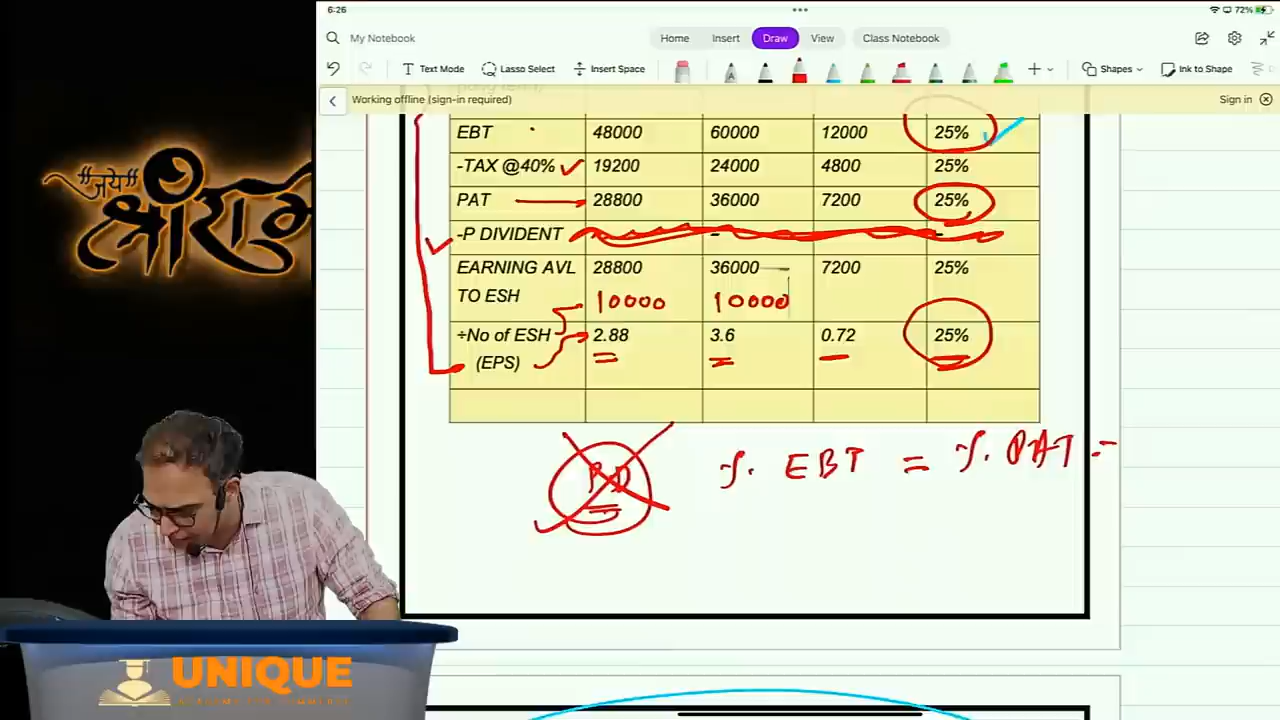 6:26
72%
My Notebook
Home Insert Draw View Class Notebook
Text Mode Lasso Select Insert Space Shapes Ink to Shape
Working offline (sign-in required) Sign in
EBT 48000 60000 12000 25%
-TAX @40% 19200 24000 4800 25%
PAT 28800 36000 7200 25%
-P DIVIDENT - -
EARNING AVL 28800 36000 7200 25%
TO ESH 10000 10000
÷No of ESH 2.88 3.6 0.72 25%
(EPS)
PD
% EBT = % PAT =
॥जय॥
श्रीराम
UNIQUE